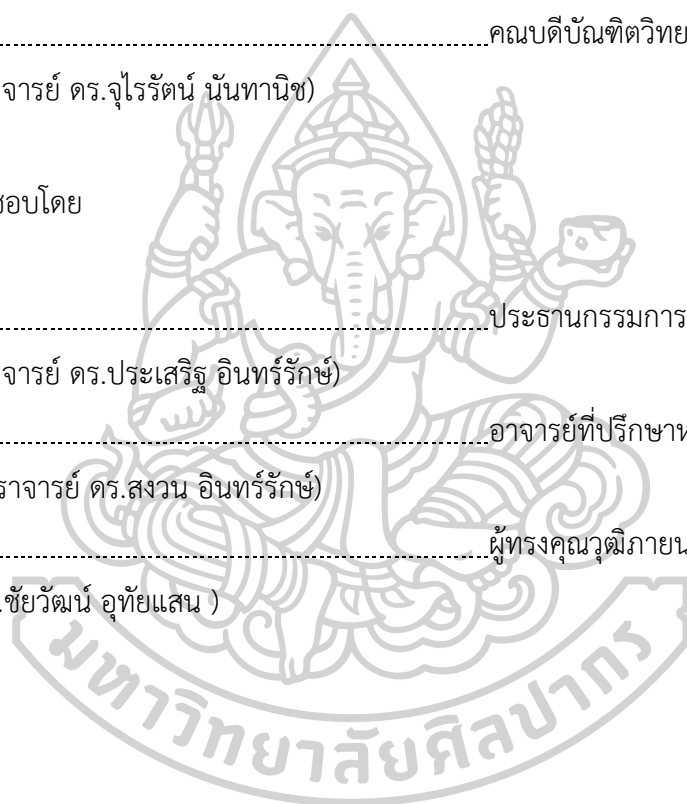 คณบดีบัณฑิตวิทย
จารย์ ดร.จุไรรัตน์ นันทานิช)
สอบโดย
ประธานกรรมการ
จารย์ ดร.ประเสริฐ อินทร์รักษ์)
อาจารย์ที่ปรึกษาห
ราจารย์ ดร.สงวน อินทร์รักษ์)
ผู้ทรงคุณวุฒิภายน
.ชัยวัฒน์ อุทัยแสน )
มหาวิทยาลัยศิลปากร